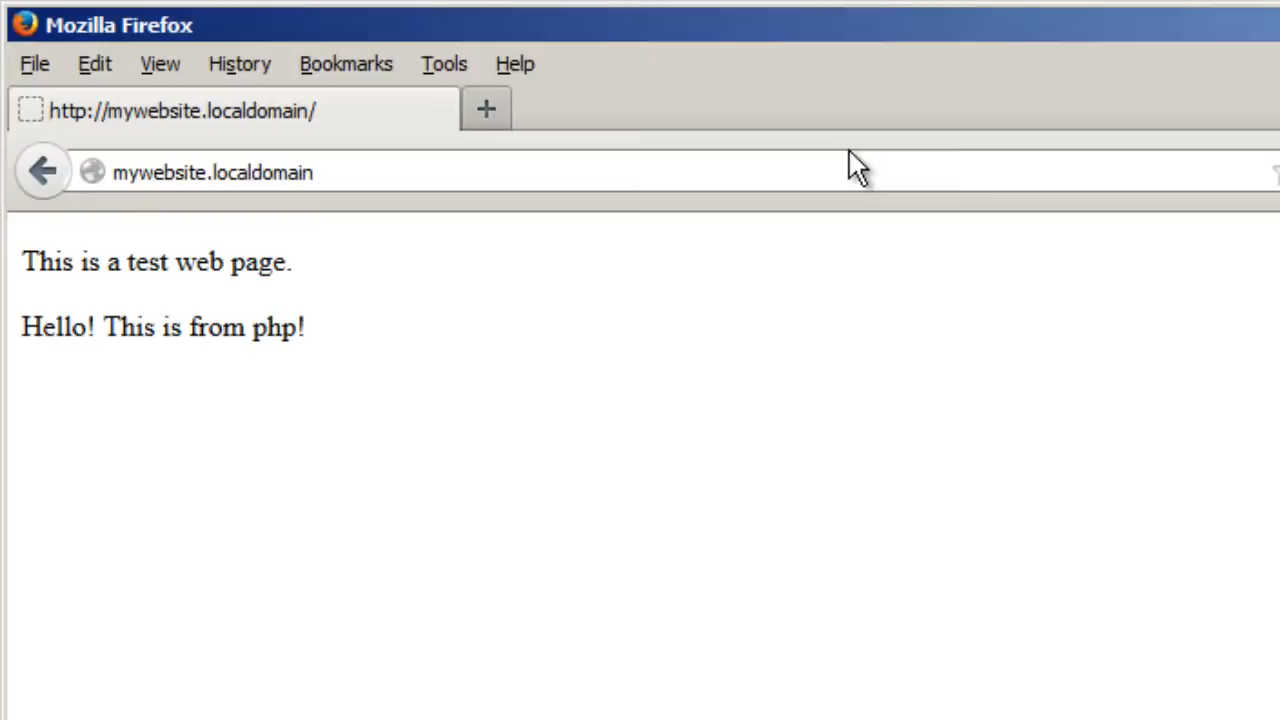 Mozilla Firefox
File Edit View History Bookmarks Tools Help
http://mywebsite.localdomain/
mywebsite.localdomain
This is a test web page.
Hello! This is from php!